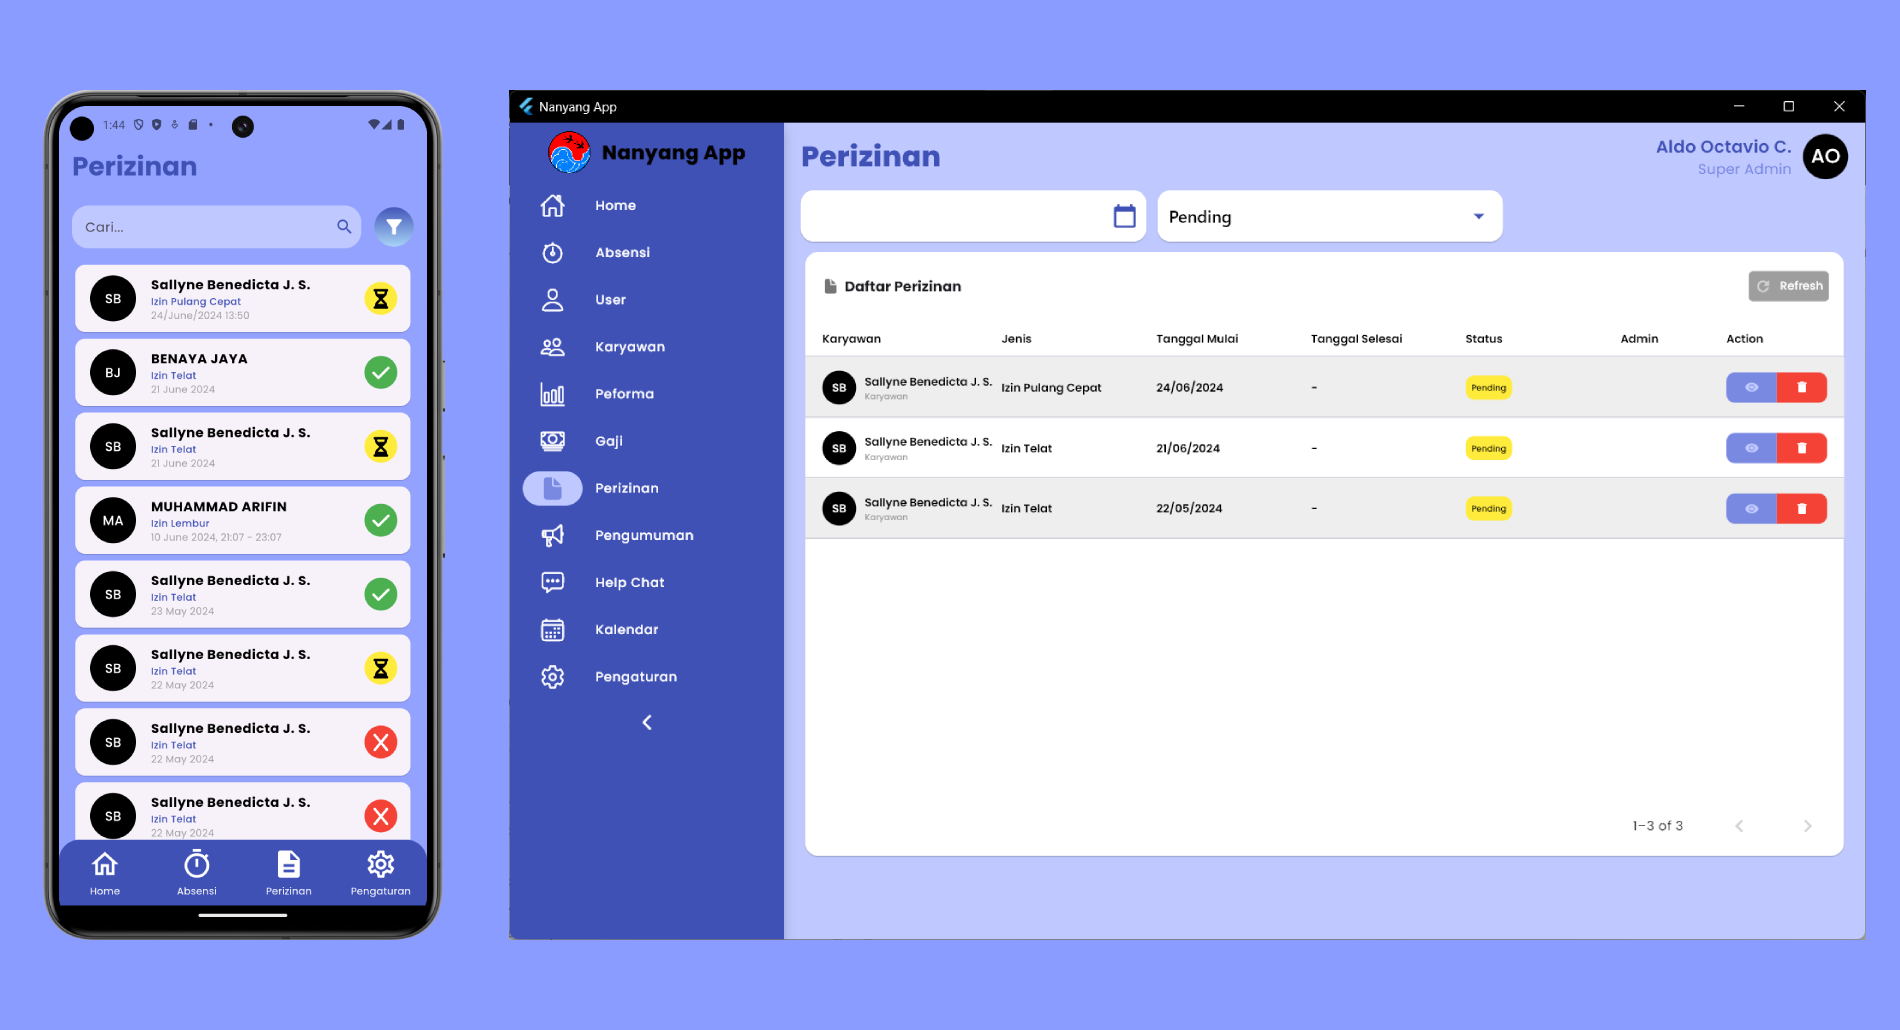 1:44
Perizinan
Cari...
SB
Sallyne Benedicta J. S.
Izin Pulang Cepat
24/June/2024 13:50
BJ
BENAYA JAYA
Izin Telat
21 June 2024
SB
Sallyne Benedicta J. S.
Izin Telat
21 June 2024
MA
MUHAMMAD ARIFIN
Izin Lembur
10 June 2024, 21:07 - 23:07
SB
Sallyne Benedicta J. S.
Izin Telat
23 May 2024
SB
Sallyne Benedicta J. S.
Izin Telat
22 May 2024
SB
Sallyne Benedicta J. S.
Izin Telat
22 May 2024
SB
Sallyne Benedicta J. S.
Izin Telat
22 May 2024
Home Absensi Perizinan Pengaturan
Nanyang App
Nanyang App
Home
Absensi
User
Karyawan
Peforma
Gaji
Perizinan
Pengumuman
Help Chat
Kalendar
Pengaturan
Perizinan
Aldo Octavio C.
Super Admin
AO
Pending
Daftar Perizinan
Refresh
Karyawan Jenis Tanggal Mulai Tanggal Selesai Status Admin Action
SB Sallyne Benedicta J. S. Izin Pulang Cepat 24/06/2024 - Pending
Karyawan
SB Sallyne Benedicta J. S. Izin Telat 21/06/2024 - Pending
Karyawan
SB Sallyne Benedicta J. S. Izin Telat 22/05/2024 - Pending
Karyawan
1–3 of 3